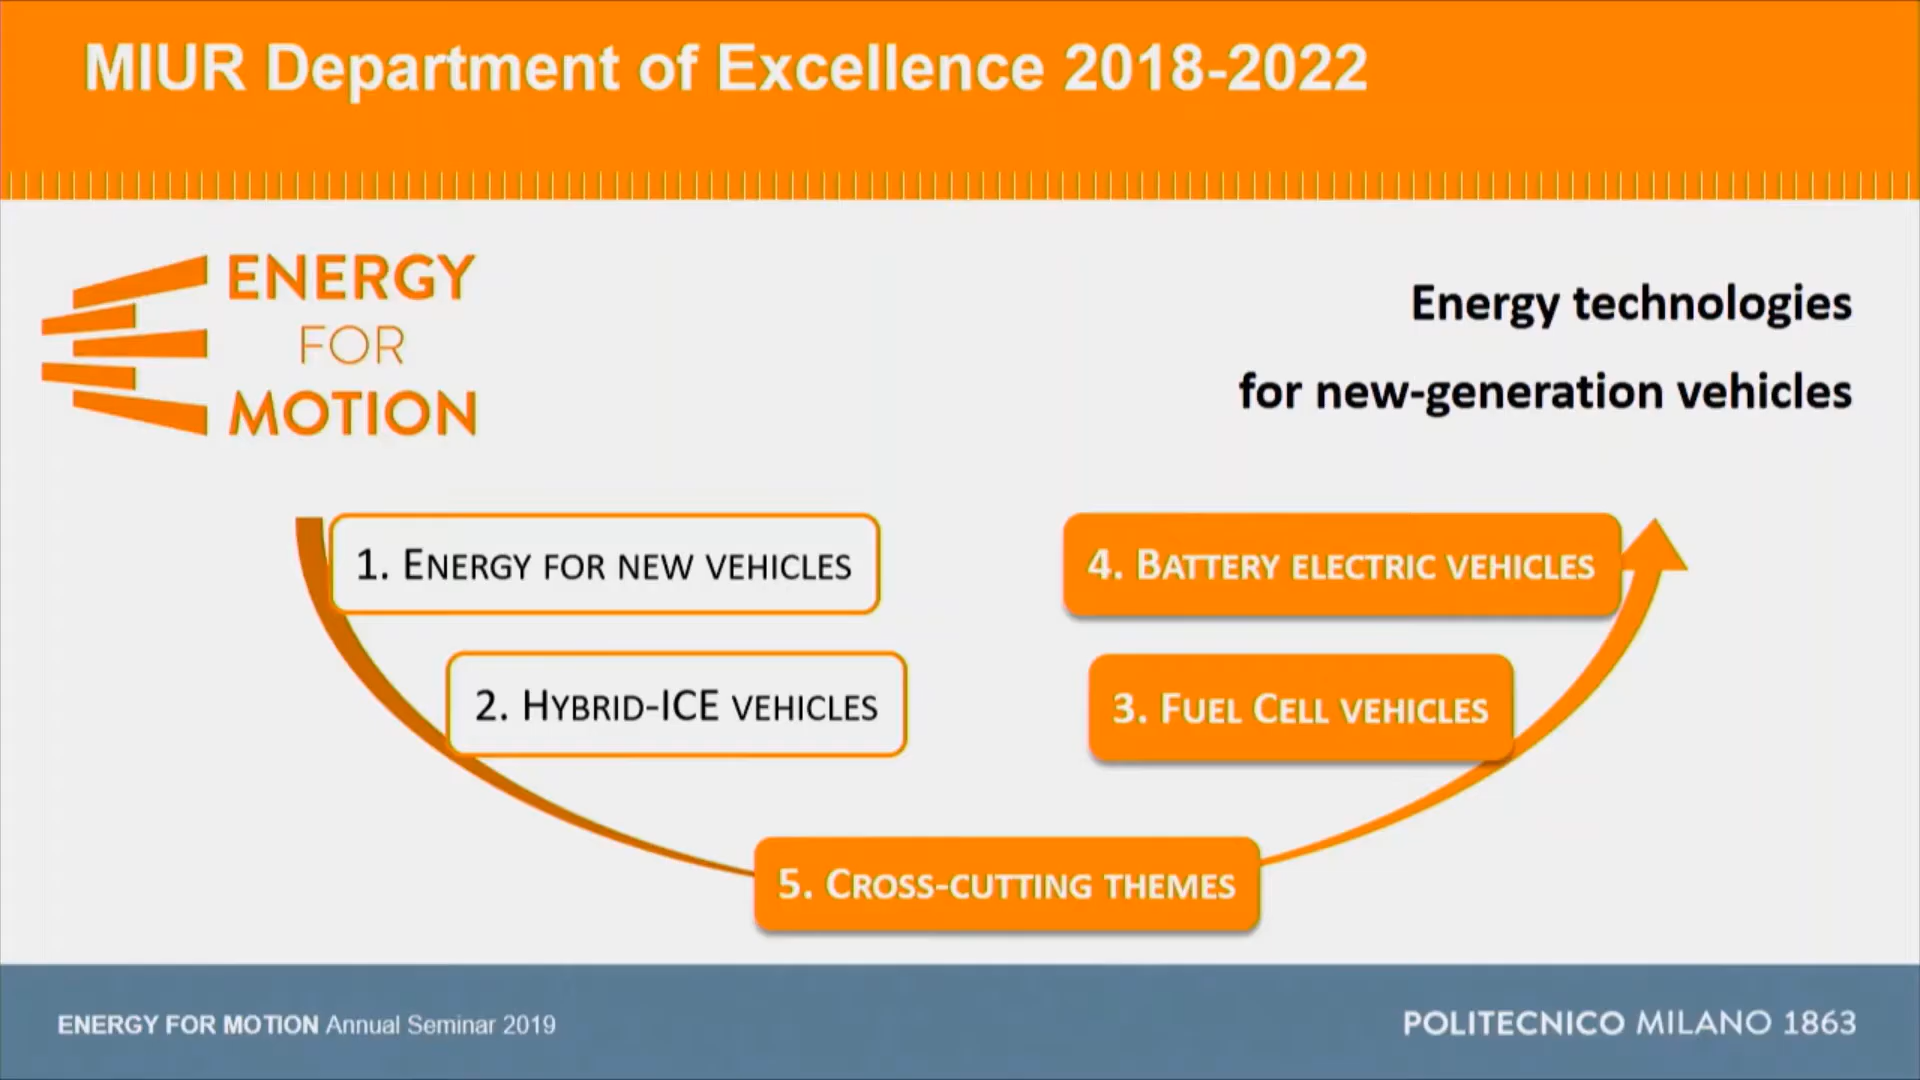 MIUR Department of Excellence 2018-2022
ENERGY
FOR
MOTION
Energy technologies
for new-generation vehicles
1. ENERGY FOR NEW VEHICLES
2. HYBRID-ICE VEHICLES
4. BATTERY ELECTRIC VEHICLES
3. FUEL CELL VEHICLES
5. CROSS-CUTTING THEMES
ENERGY FOR MOTION Annual Seminar 2019
POLITECNICO MILANO 1863